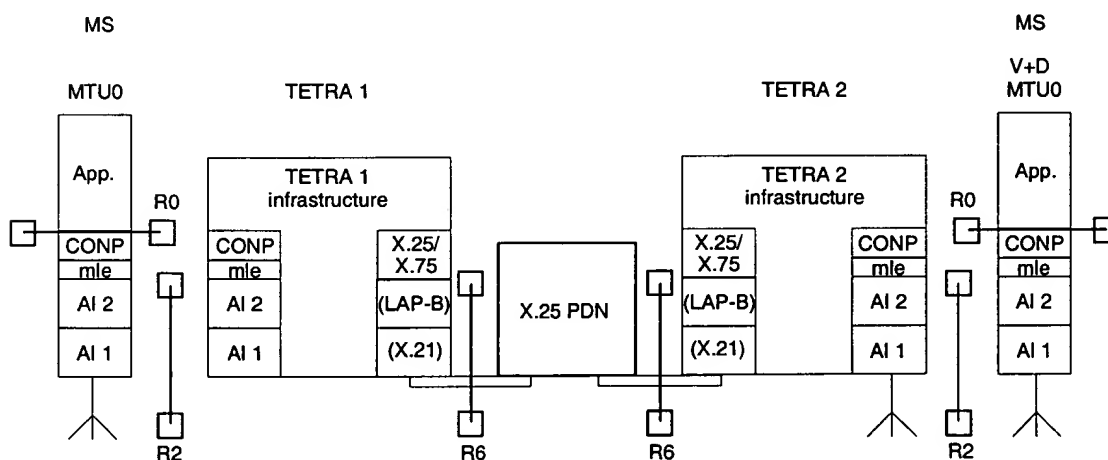 MS
MS
MTU0
TETRA 1
TETRA 2
V+D
MTU0
App.
TETRA 1
infrastructure
TETRA 2
infrastructure
App.
R0
R0
CONP
mle
AI 2
AI 1
CONP
mle
AI 2
AI 1
X.25/
X.75
(LAP-B)
(X.21)
X.25 PDN
X.25/
X.75
(LAP-B)
(X.21)
CONP
mle
AI 2
AI 1
CONP
mle
AI 2
AI 1
R2
R6
R6
R2